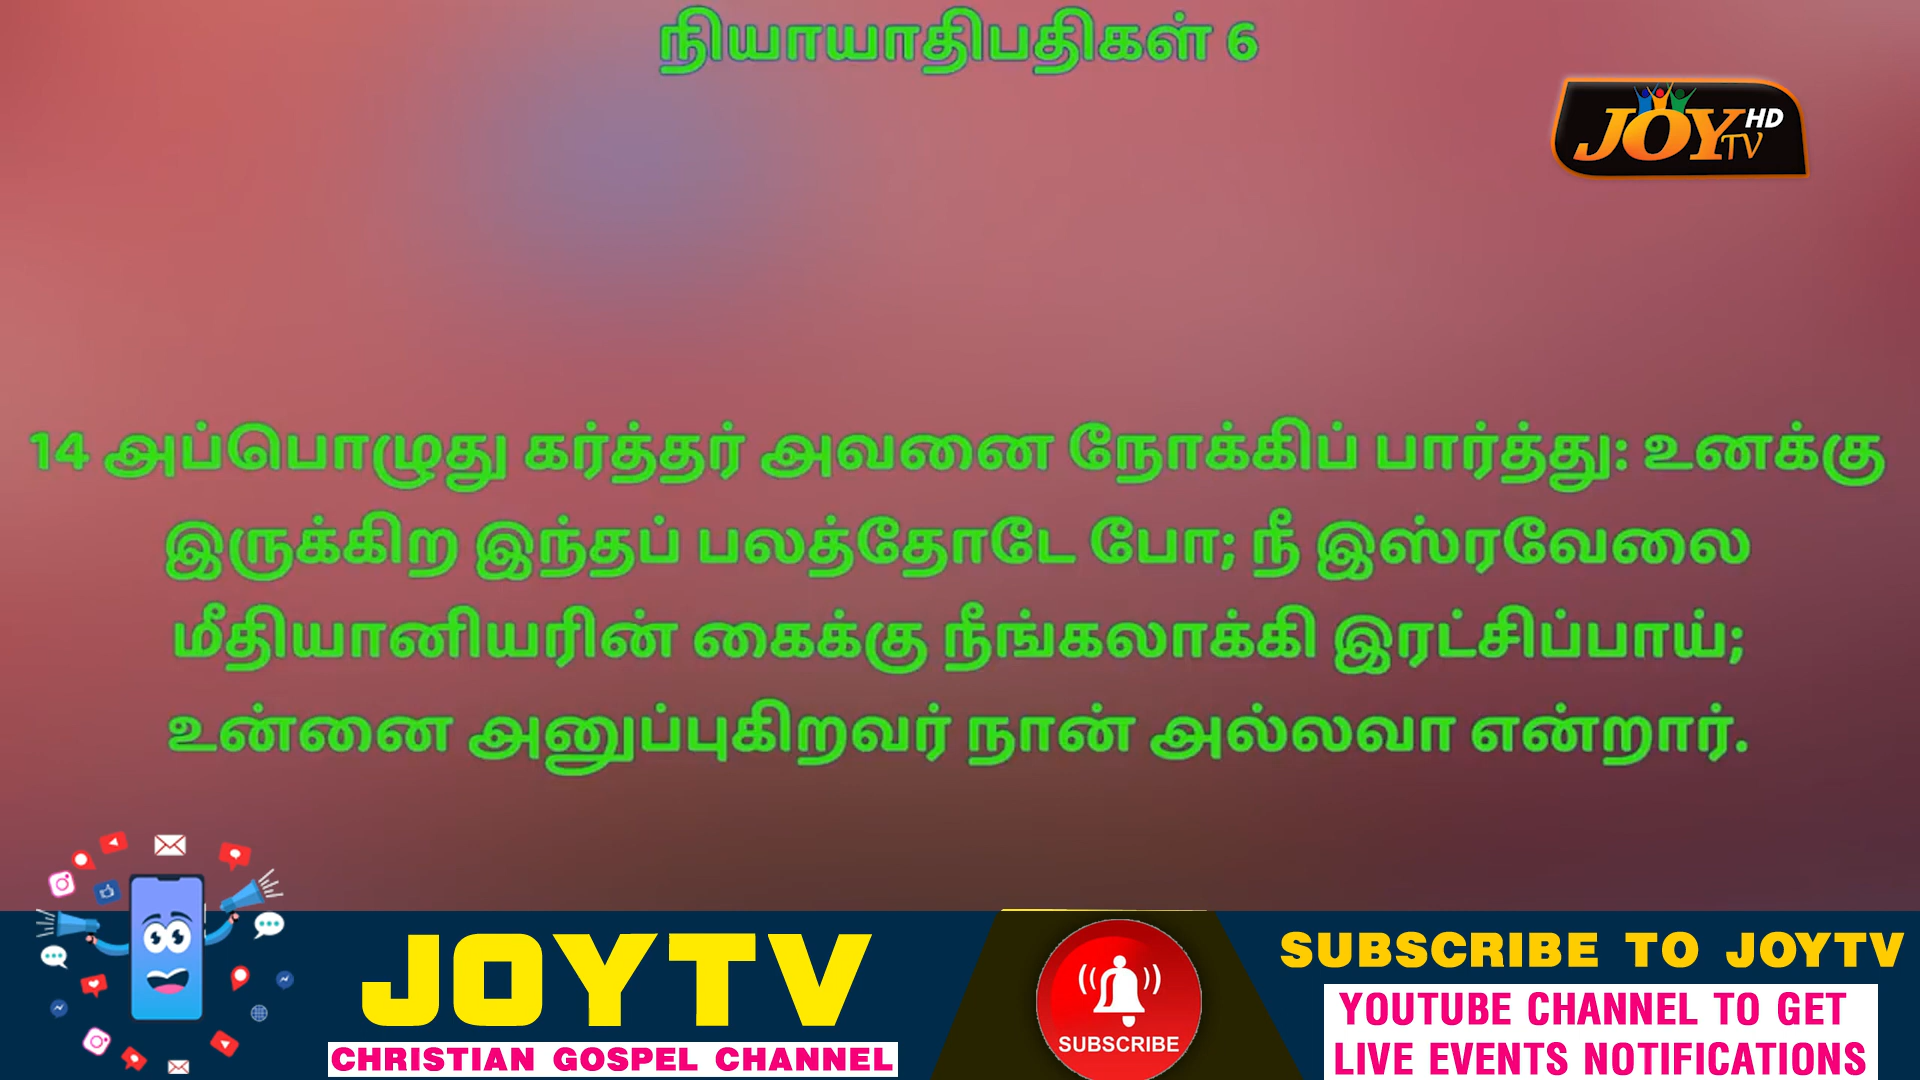 நியாயாதிபதிகள் 6
JOY HD
TV
14 அப்பொழுது கர்த்தர் அவனை நோக்கிப் பார்த்து: உனக்கு
இருக்கிற இந்தப் பலத்தோடே போ; நீ இஸ்ரவேலை
மீதியானியரின் கைக்கு நீங்கலாக்கி இரட்சிப்பாய்;
உன்னை அனுப்புகிறவர் நான் அல்லவா என்றார்.
JOYTV
CHRISTIAN GOSPEL CHANNEL
SUBSCRIBE
SUBSCRIBE TO JOYTV
YOUTUBE CHANNEL TO GET
LIVE EVENTS NOTIFICATIONS